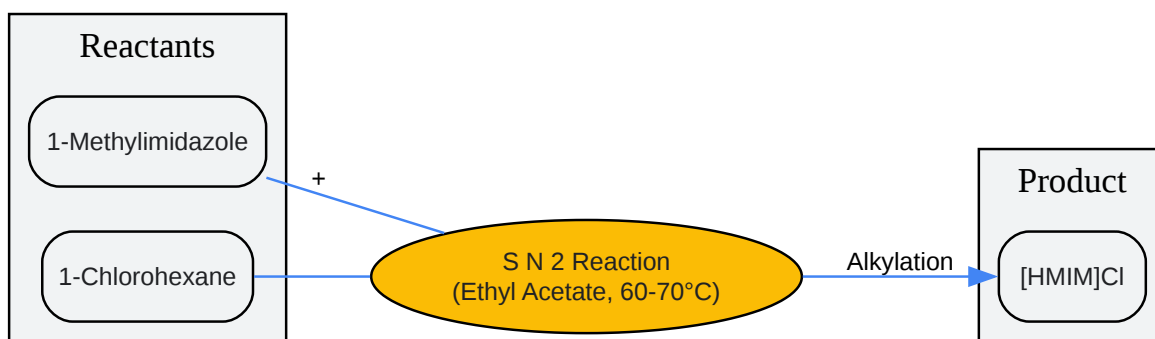 Reactants
1-Methylimidazole
+
1-Chlorohexane
S N 2 Reaction
(Ethyl Acetate, 60-70°C)
Alkylation
Product
[HMIM]Cl